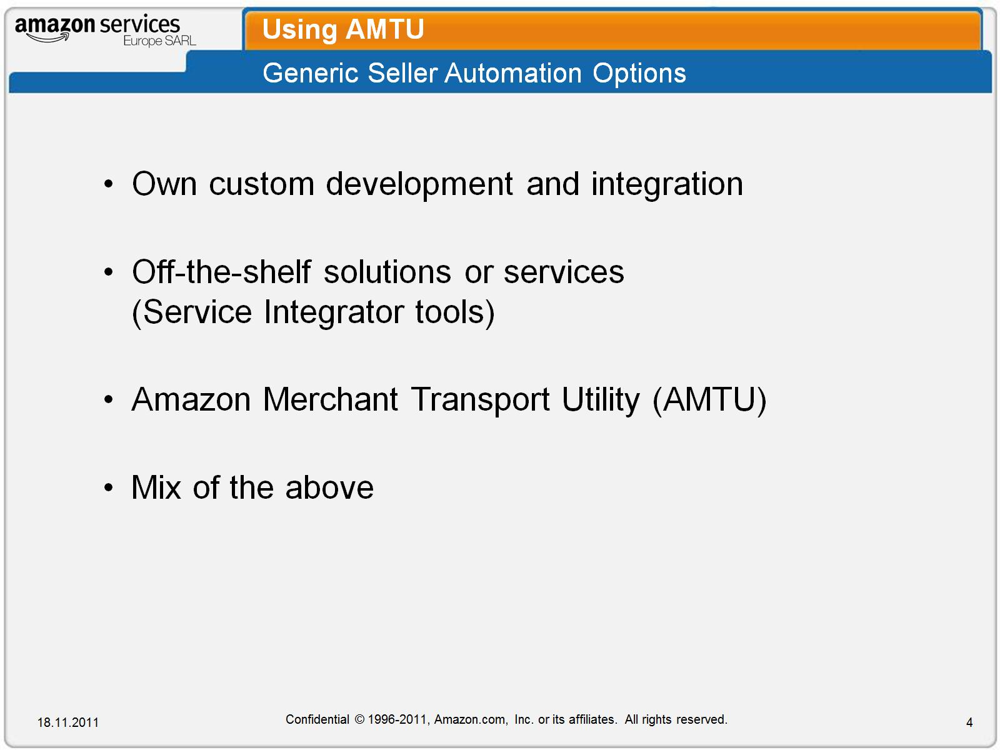 amazon services
Europe SARL
Using AMTU
Generic Seller Automation Options
• Own custom development and integration
• Off-the-shelf solutions or services
(Service Integrator tools)
• Amazon Merchant Transport Utility (AMTU)
• Mix of the above
18.11.2011
Confidential © 1996-2011, Amazon.com, Inc. or its affiliates. All rights reserved.
4